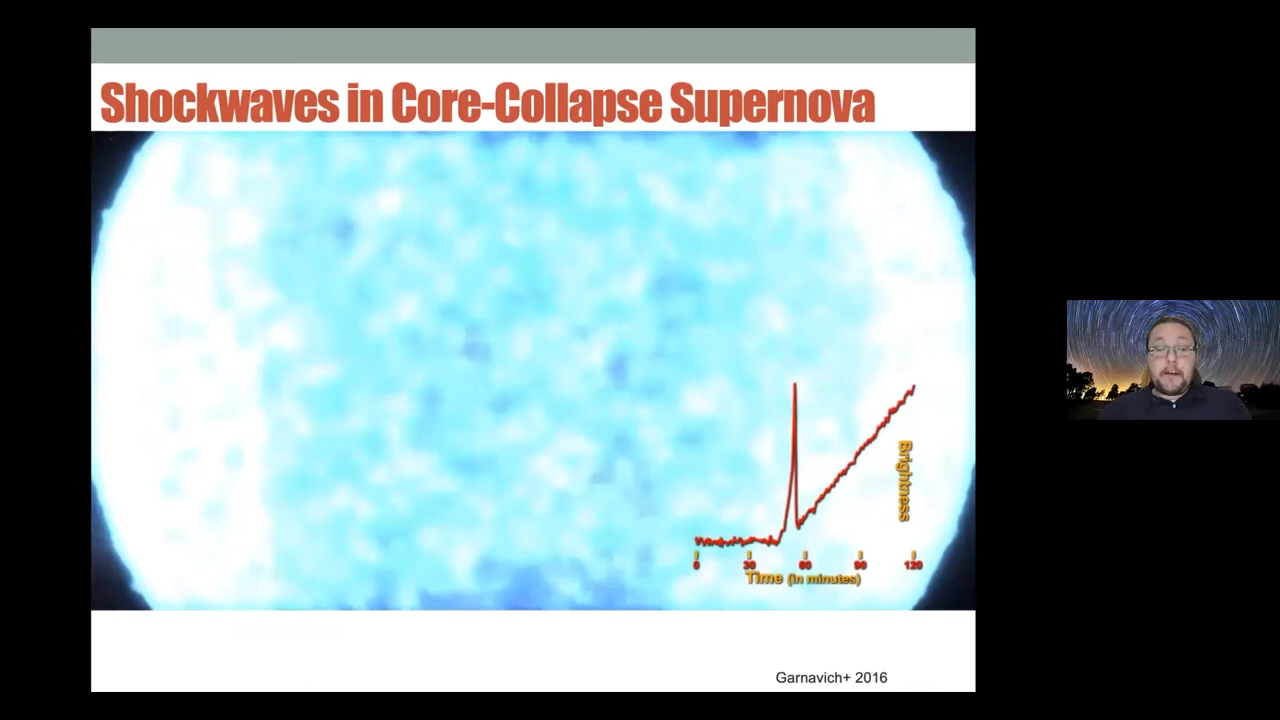 Shockwaves in Core-Collapse Supernova
Brightness
0 30 60 90 120
Time (in minutes)
Garnavich+ 2016